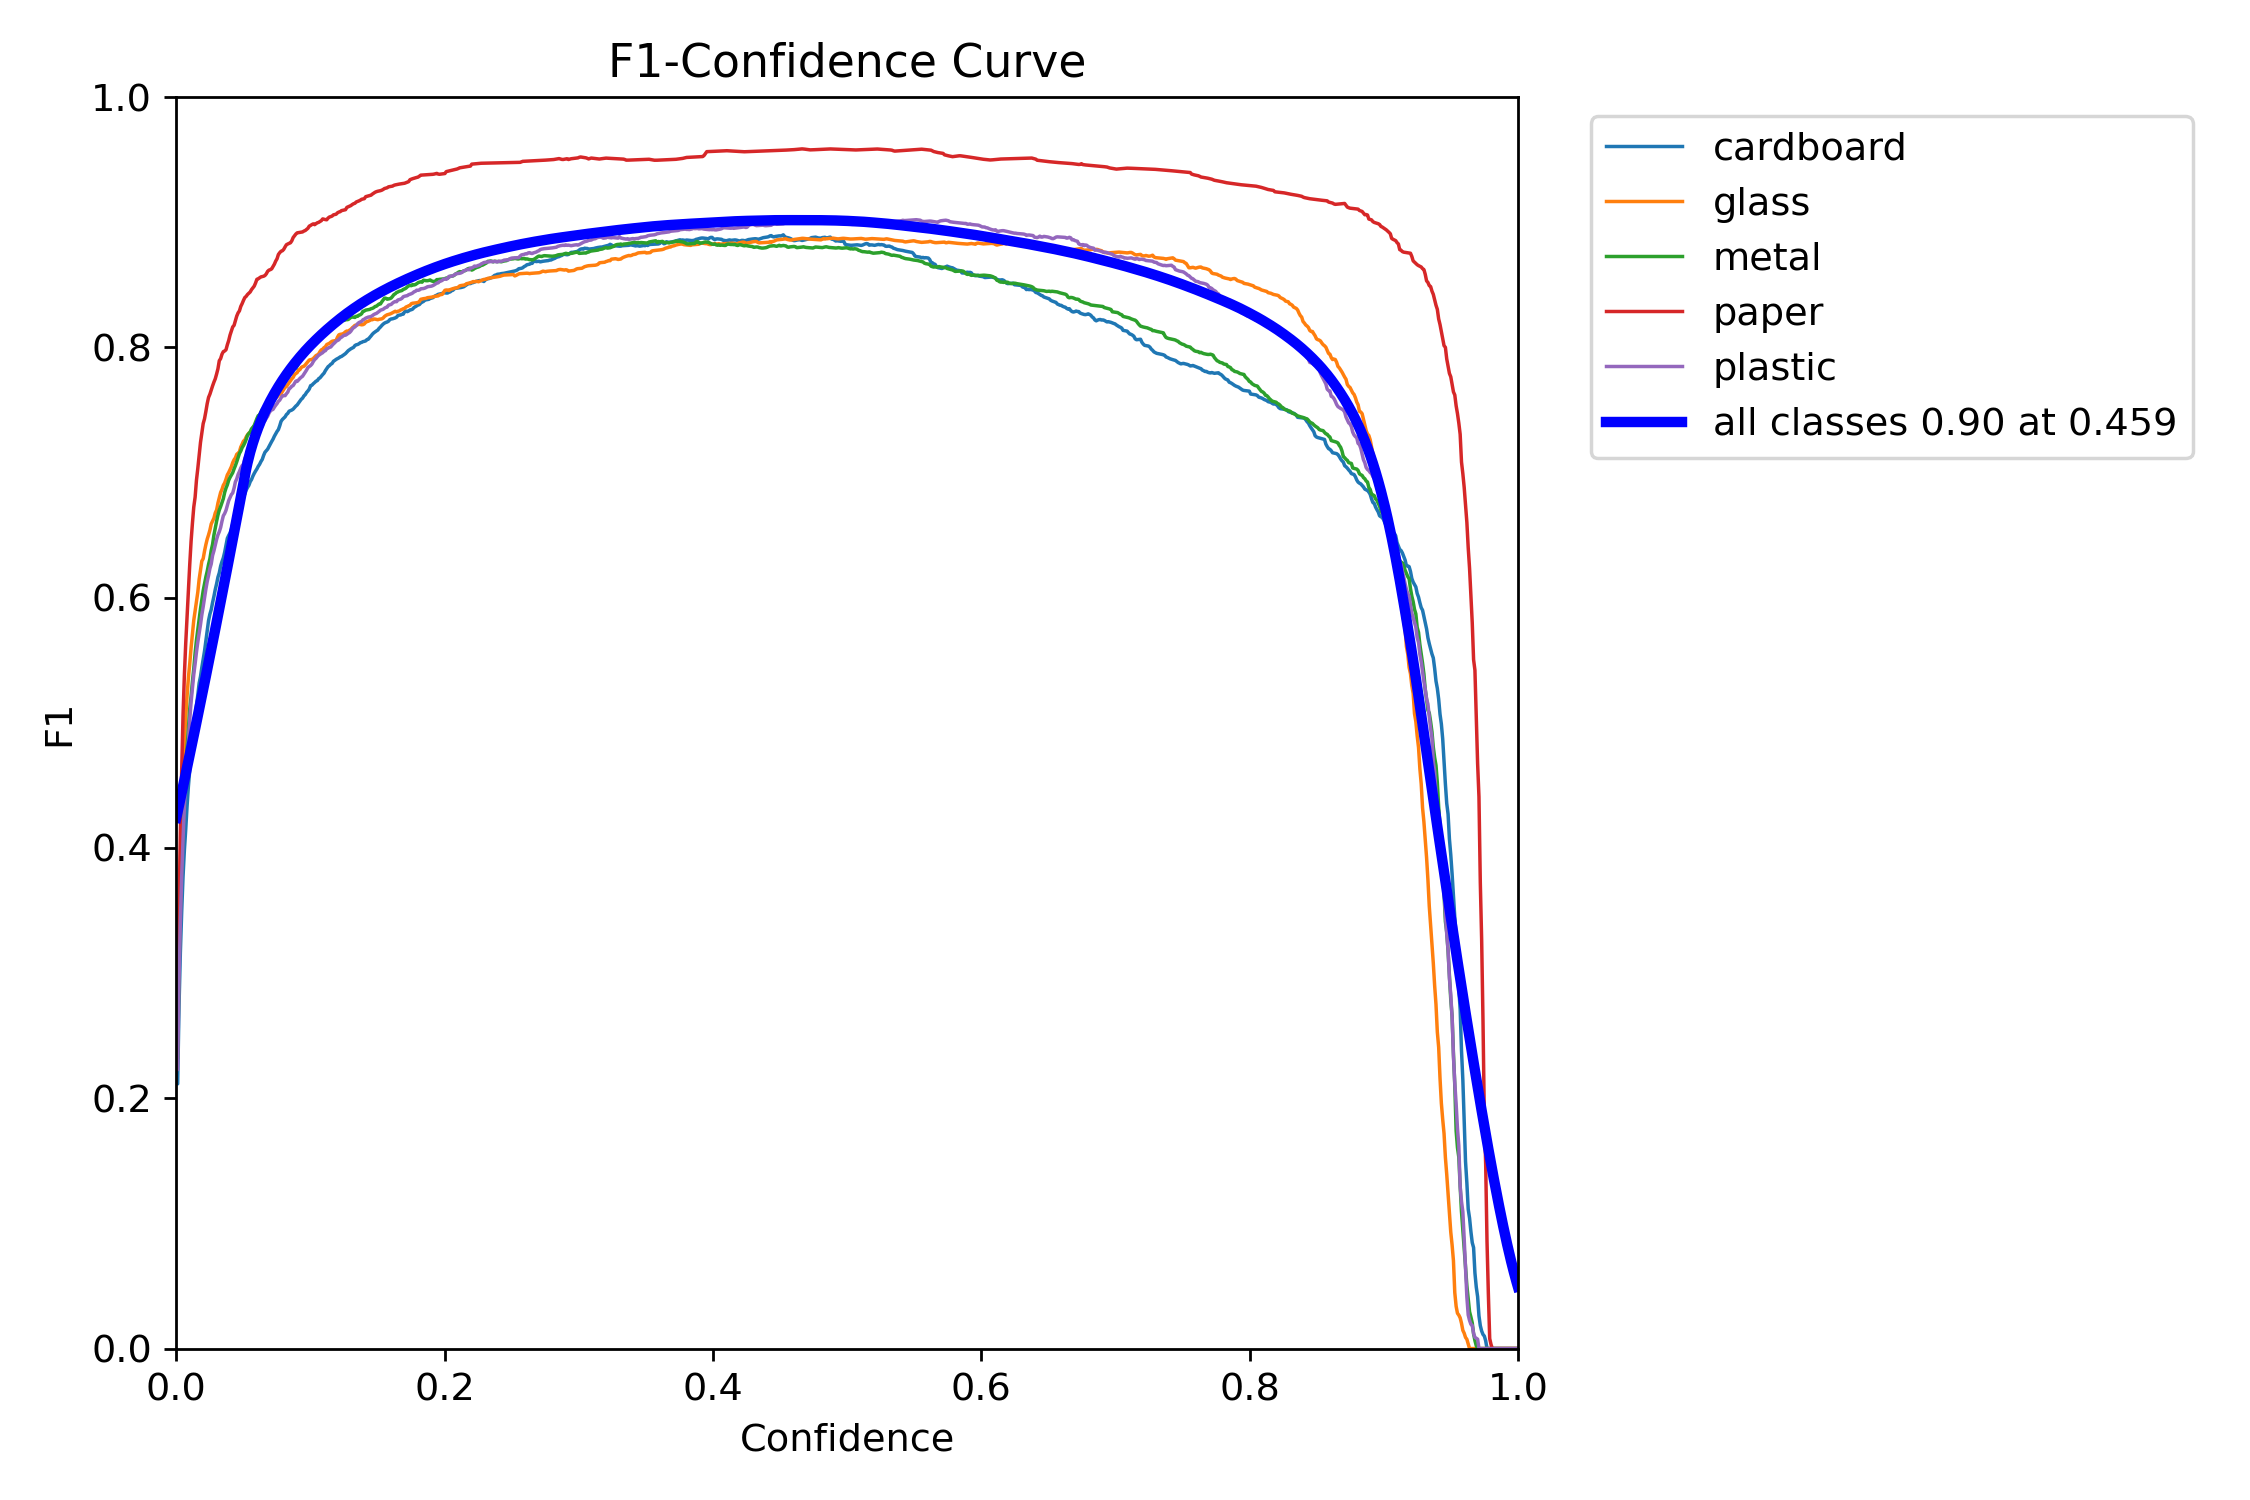 F1-Confidence Curve
1.0
0.8
0.6
0.4
0.2
0.0
F1
0.0 0.2 0.4 0.6 0.8 1.0
Confidence
cardboard
glass
metal
paper
plastic
all classes 0.90 at 0.459